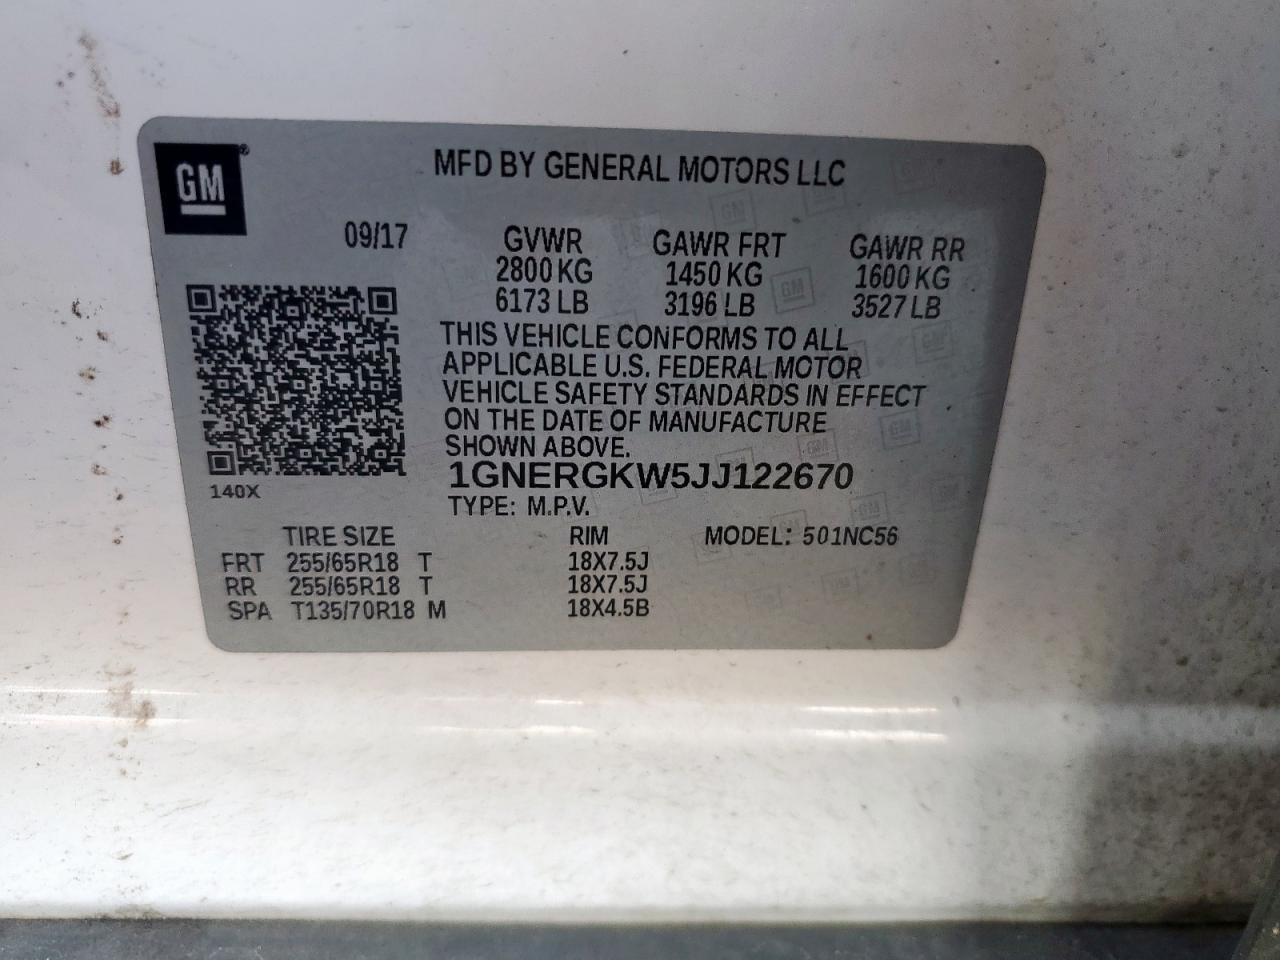 GM®
MFD BY GENERAL MOTORS LLC
09/17
GVWR GAWR FRT GAWR RR
2800 KG 1450 KG 1600 KG
6173 LB 3196 LB 3527 LB
THIS VEHICLE CONFORMS TO ALL
APPLICABLE U.S. FEDERAL MOTOR
VEHICLE SAFETY STANDARDS IN EFFECT
ON THE DATE OF MANUFACTURE
SHOWN ABOVE.
1GNERGKW5JJ122670
140X
TYPE: M.P.V.
TIRE SIZE RIM MODEL: 501NC56
FRT 255/65R18 T 18X7.5J
RR 255/65R18 T 18X7.5J
SPA T135/70R18 M 18X4.5B